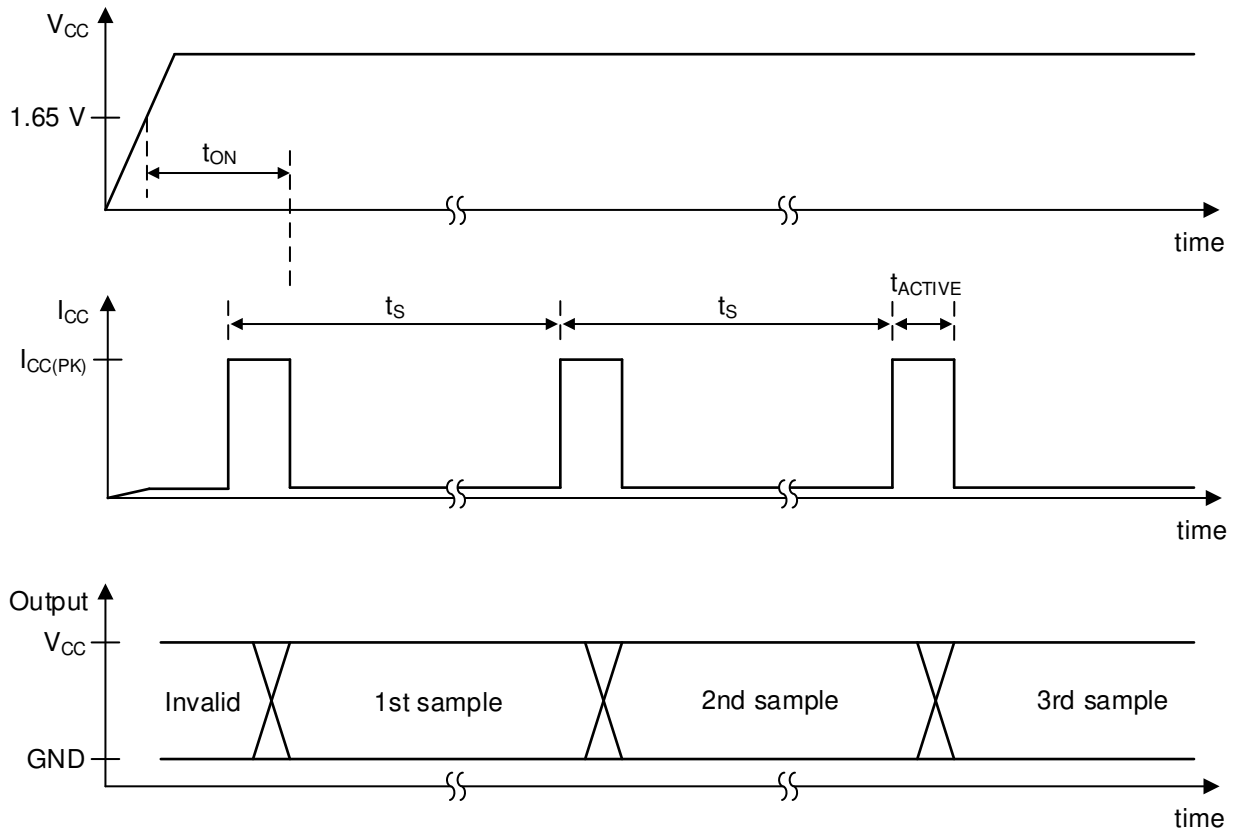 VCC
1.65 V
tON
time
ICC
tS
tS
tACTIVE
ICC(PK)
time
Output
VCC
Invalid
1st sample
2nd sample
3rd sample
GND
time